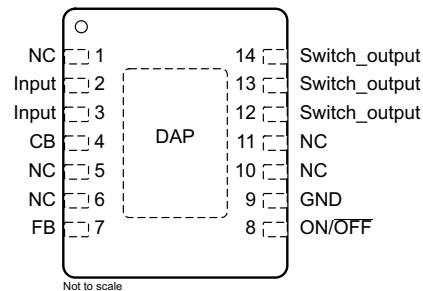 NC 1 14 Switch_output
Input 2 13 Switch_output
Input 3 12 Switch_output
CB 4 DAP 11 NC
NC 5 10 NC
NC 6 9 GND
FB 7 8 ON/OFF
Not to scale